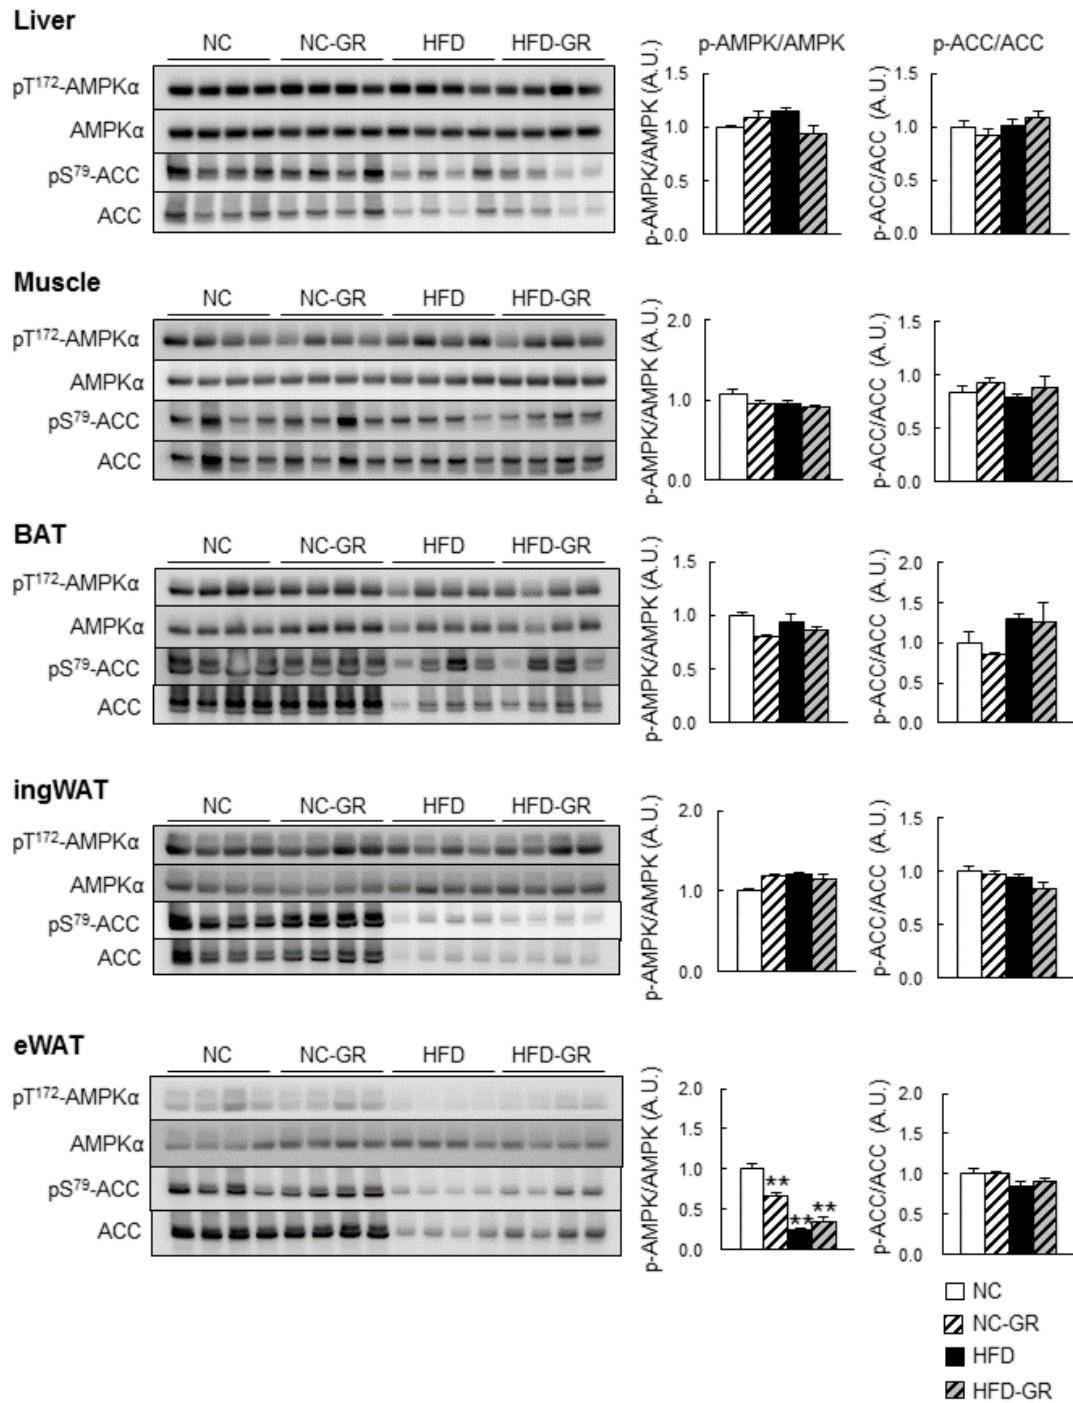 Liver
NC NC-GR HFD HFD-GR
pT172-AMPKα
AMPKα
pS79-ACC
ACC
p-AMPK/AMPK
p-AMPK/AMPK (A.U.)
1.5
1.0
0.5
0.0
p-ACC/ACC
p-ACC/ACC (A.U.)
1.5
1.0
0.5
0.0
Muscle
NC NC-GR HFD HFD-GR
pT172-AMPKα
AMPKα
pS79-ACC
ACC
p-AMPK/AMPK (A.U.)
2.0
1.0
0.0
p-ACC/ACC (A.U.)
1.5
1.0
0.5
0.0
BAT
NC NC-GR HFD HFD-GR
pT172-AMPKα
AMPKα
pS79-ACC
ACC
p-AMPK/AMPK (A.U.)
1.5
1.0
0.5
0.0
p-ACC/ACC (A.U.)
2.0
1.5
1.0
0.5
0.0
ingWAT
NC NC-GR HFD HFD-GR
pT172-AMPKα
AMPKα
pS79-ACC
ACC
p-AMPK/AMPK (A.U.)
2.0
1.0
0.0
p-ACC/ACC (A.U.)
1.5
1.0
0.5
0.0
eWAT
NC NC-GR HFD HFD-GR
pT172-AMPKα
AMPKα
pS79-ACC
ACC
p-AMPK/AMPK (A.U.)
2.0
1.5
1.0
0.5
0.0
**
**
**
p-ACC/ACC (A.U.)
2.0
1.5
1.0
0.5
0.0
NC
NC-GR
HFD
HFD-GR